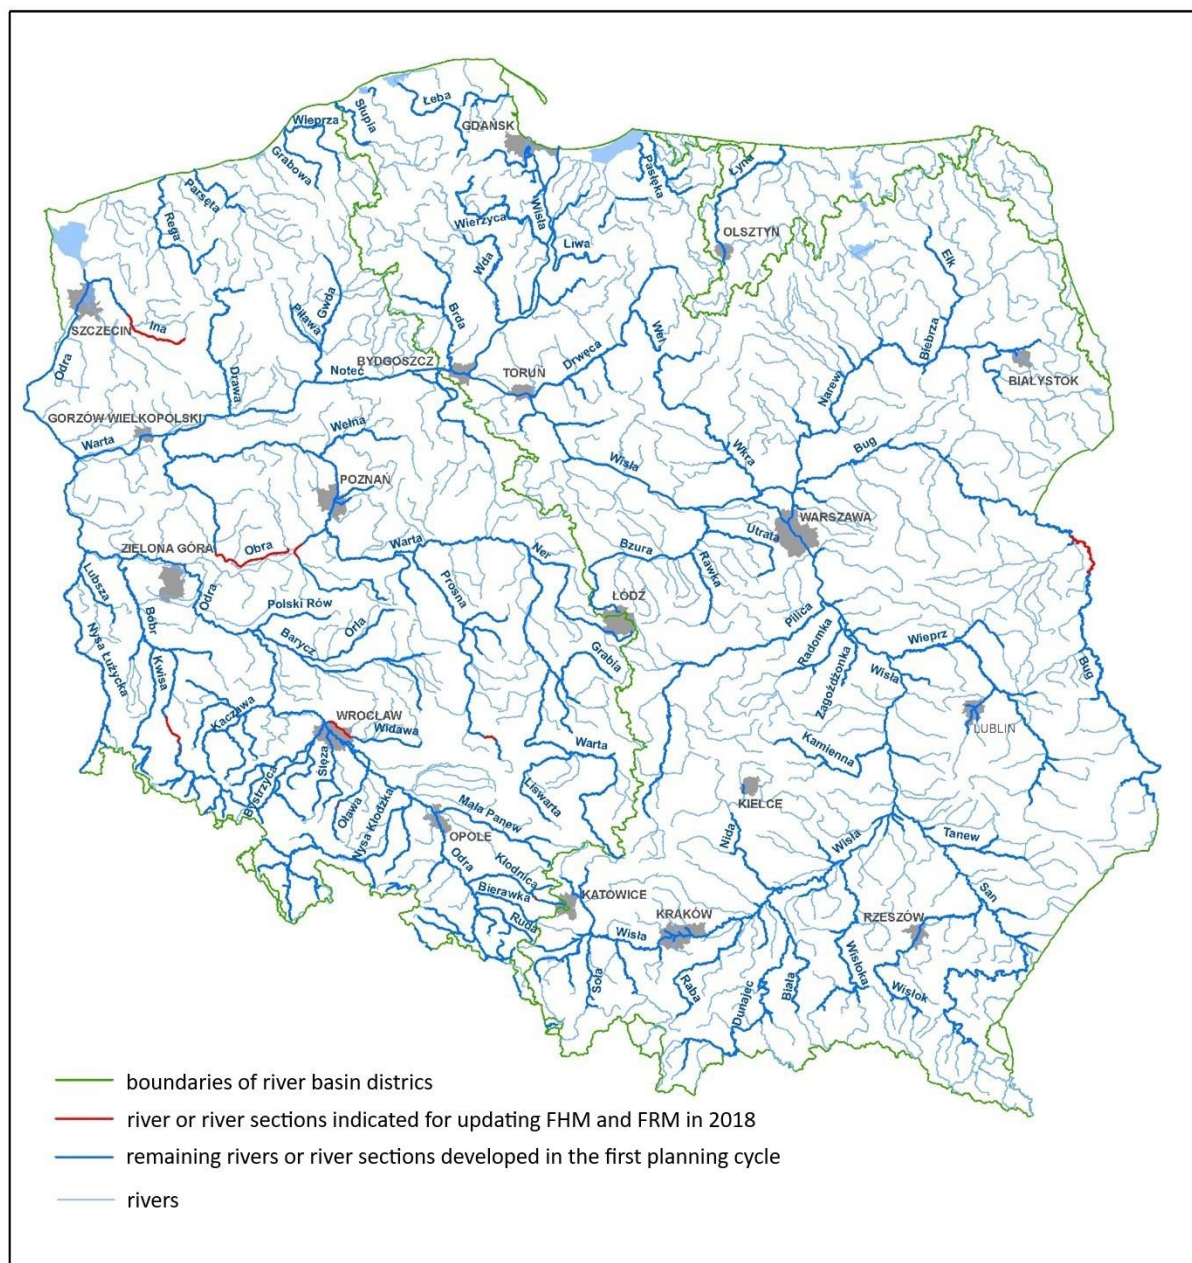 Łeba
Słupia
Wieprza
GDAŃSK
Grabowa
Pasłęka
Łyna
Parsęta
Wisła
Rega
Wierzyca
OLSZTYN
Liwa
Wda
Ełk
Gwda
Piława
Brda
SZCZECIN
Ina
Wel
Biebrza
Odra
Drwęca
BYDGOSZCZ
TORUŃ
Noteć
Drawa
Narew
BIAŁYSTOK
GORZÓW WIELKOPOLSKI
Wełna
Warta
Bug
Wisła
Wkra
POZNAŃ
WARSZAWA
Utrata
ZIELONA GÓRA
Obra
Warta
Ner
Bzura
Rawka
Lubsza
Prosna
ŁÓDŹ
Odra
Polski Rów
Bóbr
Orla
Pilica
Nysa Łużycka
Barycz
Radomka
Wieprz
Grabia
Zagożdżonka
Kwisa
Wisła
Bug
Kaczawa
WROCŁAW
Widawa
LUBLIN
Warta
Kamienna
Ślęza
Bystrzyca
Liswarta
KIELCE
Oława
Nysa Kłodzka
Mała Panew
OPOLE
Nida
Wisła
Tanew
Odra
Kłodnica
Bierawka
KATOWICE
San
Ruda
KRAKÓW
RZESZÓW
Wisła
Wisłoka
Soła
Raba
Dunajec
Biała
Wisłok
boundaries of river basin districs
river or river sections indicated for updating FHM and FRM in 2018
remaining rivers or river sections developed in the first planning cycle
rivers